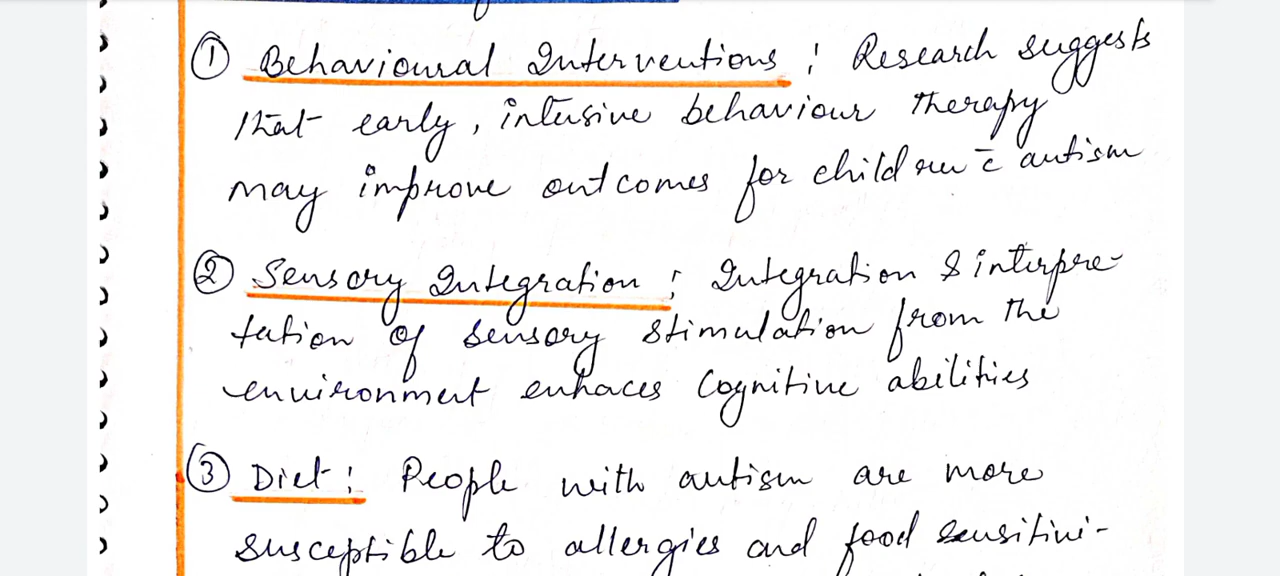 ① Behavioural Interventions : Research suggests
that early, intensive behaviour therapy
may improve outcomes for children c̄ autism
② Sensory Integration : Integration & interpre-
tation of sensory stimulation from the
environment enhaces cognitive abilities
③ Diet : People with autism are more
susceptible to allergies and food sensitivi-